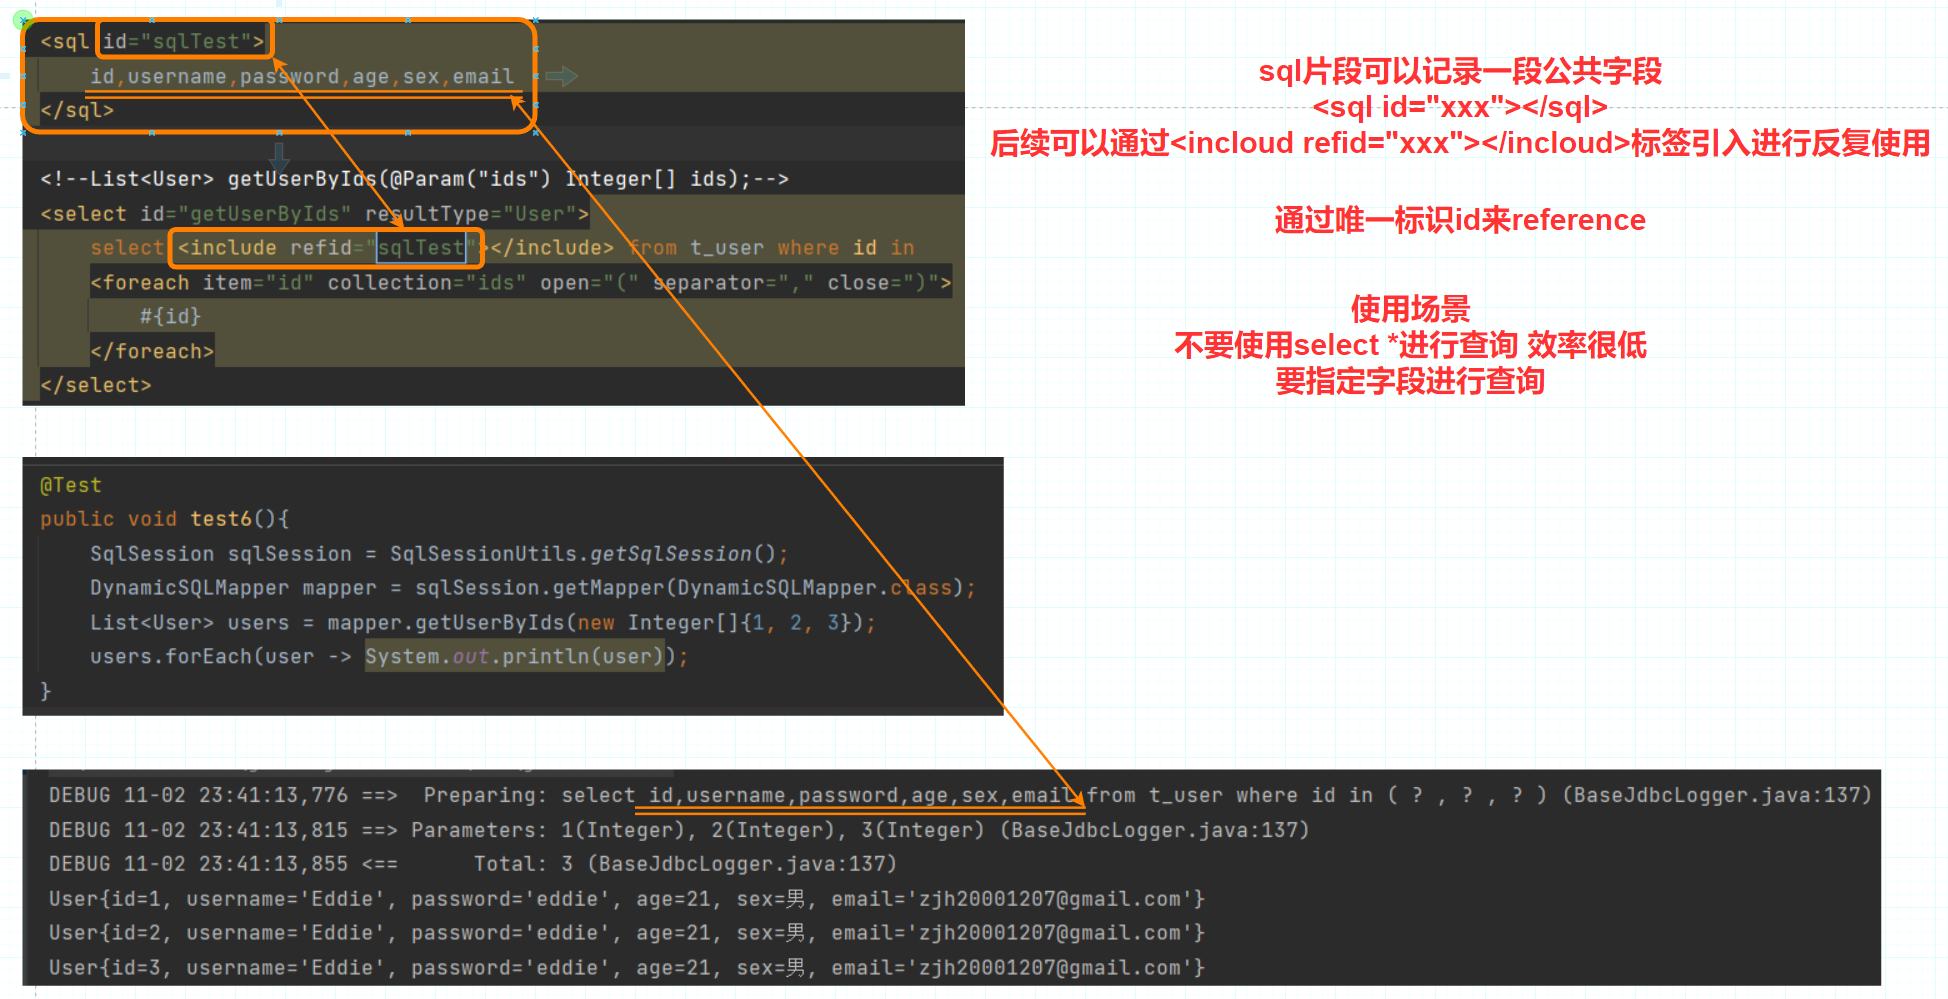 <sql id="sqlTest">
id,username,password,age,sex,email
</sql>
<!--List<User> getUserByIds(@Param("ids") Integer[] ids);-->
<select id="getUserByIds" resultType="User">
select <include refid="sqlTest"></include> from t_user where id in
<foreach item="id" collection="ids" open="(" separator="," close=")">
#{id}
</foreach>
</select>
sql片段可以记录一段公共字段
<sql id="xxx"></sql>
后续可以通过<incloud refid="xxx"></incloud>标签引入进行反复使用
通过唯一标识id来reference
使用场景
不要使用select *进行查询 效率很低
要指定字段进行查询
@Test
public void test6(){
SqlSession sqlSession = SqlSessionUtils.getSqlSession();
DynamicSQLMapper mapper = sqlSession.getMapper(DynamicSQLMapper.class);
List<User> users = mapper.getUserByIds(new Integer[]{1, 2, 3});
users.forEach(user -> System.out.println(user));
}
DEBUG 11-02 23:41:13,776 ==>  Preparing: select id,username,password,age,sex,email from t_user where id in ( ? , ? , ? ) (BaseJdbcLogger.java:137)
DEBUG 11-02 23:41:13,815 ==> Parameters: 1(Integer), 2(Integer), 3(Integer) (BaseJdbcLogger.java:137)
DEBUG 11-02 23:41:13,855 <==      Total: 3 (BaseJdbcLogger.java:137)
User{id=1, username='Eddie', password='eddie', age=21, sex=男, email='zjh20001207@gmail.com'}
User{id=2, username='Eddie', password='eddie', age=21, sex=男, email='zjh20001207@gmail.com'}
User{id=3, username='Eddie', password='eddie', age=21, sex=男, email='zjh20001207@gmail.com'}